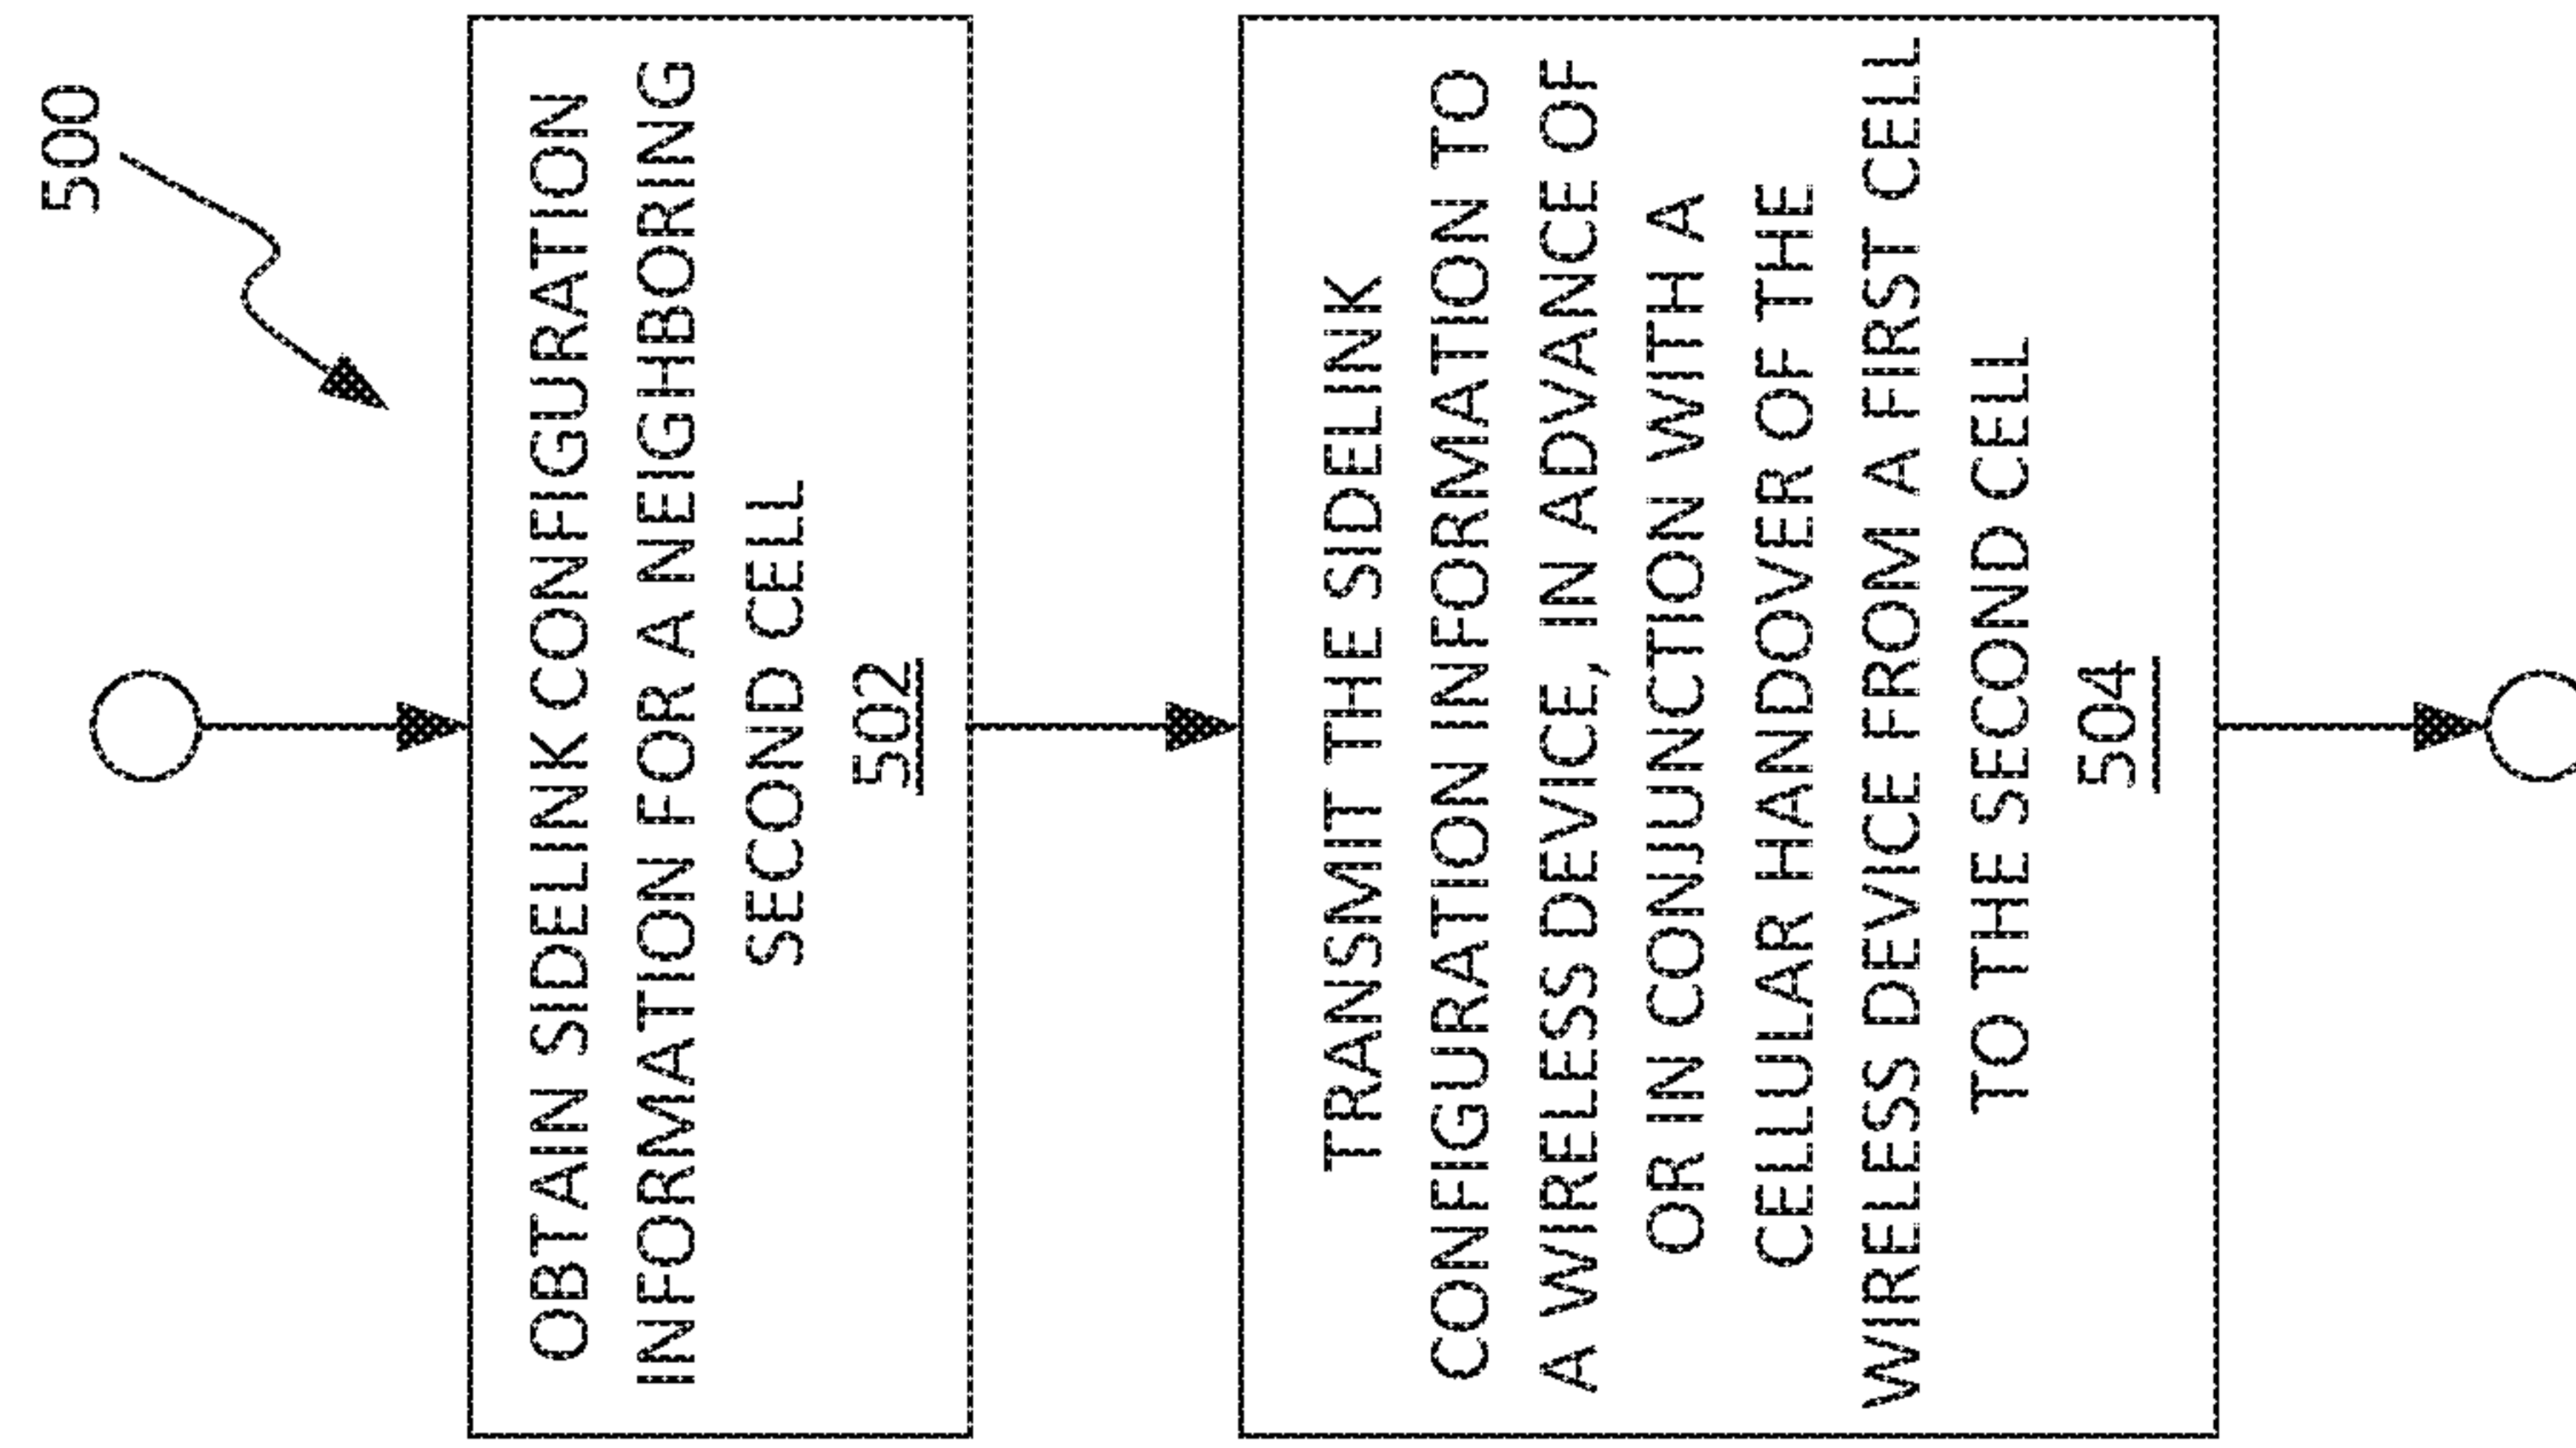 500
OBTAIN SIDELINK CONFIGURATION
INFORMATION FOR A NEIGHBORING
SECOND CELL
502
TRANSMIT THE SIDELINK
CONFIGURATION INFORMATION TO
A WIRELESS DEVICE, IN ADVANCE OF
OR IN CONJUNCTION WITH A
CELLULAR HANDOVER OF THE
WIRELESS DEVICE FROM A FIRST CELL
TO THE SECOND CELL
504